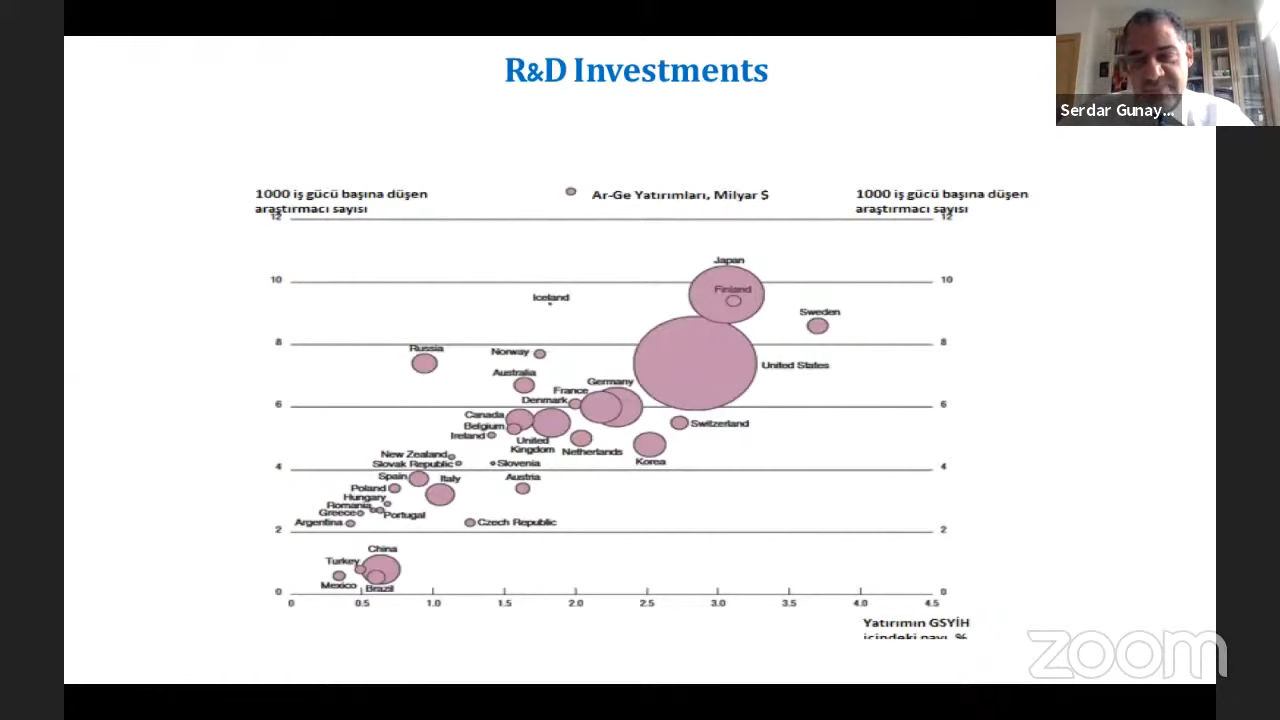 R&D Investments
Serdar Gunay...
1000 iş gücü başına düşen
araştırmacı sayısı
Ar-Ge Yatırımları, Milyar $
1000 iş gücü başına düşen
araştırmacı sayısı
12
12
Japan
10
10
Finland
Iceland
Sweden
8
8
Russia
Norway
United States
Australia
Germany
France
Denmark
6
6
Canada
Belgium
Switzerland
Ireland
United
Kingdom
Netherlands
New Zealand
Korea
Slovak Republic
Slovenia
4
4
Spain
Italy
Austria
Poland
Hungary
Romania
Greece
Portugal
Argentina
Czech Republic
2
2
China
Turkey
Mexico
Brazil
0
0
0 0.5 1.0 1.5 2.0 2.5 3.0 3.5 4.0 4.5
Yatırımın GSYİH
içindeki payı, %
zoom